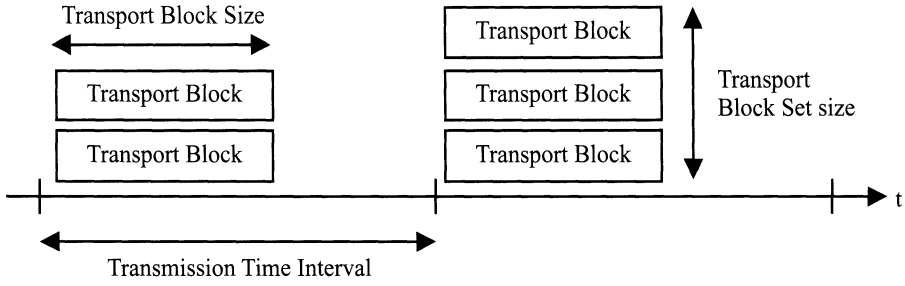 Transport Block Size
Transport Block
Transport Block
Transport Block
Transport Block
Transport Block
Transport
Block Set size
t
Transmission Time Interval